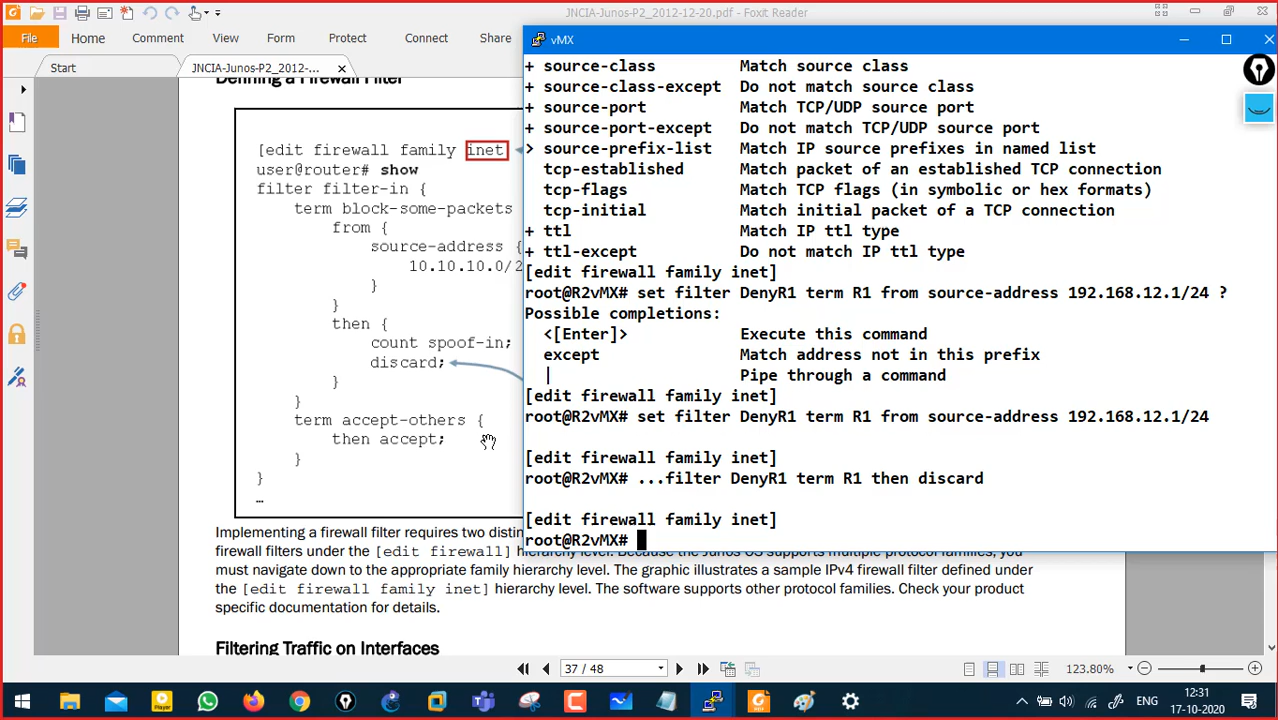 JNCIA-Junos-P2_2012-12-20.pdf - Foxit Reader
File Home Comment View Form Protect Connect Share
Start JNCIA-Junos-P2_2012-...
Defining a Firewall Filter
[edit firewall family inet
user@router# show
filter filter-in {
term block-some-packets
from {
source-address {
10.10.10.0/2
}
}
then {
count spoof-in;
discard;
}
}
term accept-others {
then accept;
}
}
…
Implementing a firewall filter requires two distin
firewall filters under the [edit firewall] hierarchy level. Because the Junos OS supports multiple protocol families, you
must navigate down to the appropriate family hierarchy level. The graphic illustrates a sample IPv4 firewall filter defined under
the [edit firewall family inet] hierarchy level. The software supports other protocol families. Check your product
specific documentation for details.
Filtering Traffic on Interfaces
vMX
+ source-class Match source class
+ source-class-except Do not match source class
+ source-port Match TCP/UDP source port
+ source-port-except Do not match TCP/UDP source port
> source-prefix-list Match IP source prefixes in named list
tcp-established Match packet of an established TCP connection
tcp-flags Match TCP flags (in symbolic or hex formats)
tcp-initial Match initial packet of a TCP connection
+ ttl Match IP ttl type
+ ttl-except Do not match IP ttl type
[edit firewall family inet]
root@R2vMX# set filter DenyR1 term R1 from source-address 192.168.12.1/24 ?
Possible completions:
<[Enter]> Execute this command
except Match address not in this prefix
| Pipe through a command
[edit firewall family inet]
root@R2vMX# set filter DenyR1 term R1 from source-address 192.168.12.1/24
[edit firewall family inet]
root@R2vMX# ...filter DenyR1 term R1 then discard
[edit firewall family inet]
root@R2vMX#
37 / 48
123.80%
Player
ENG
12:31
17-10-2020